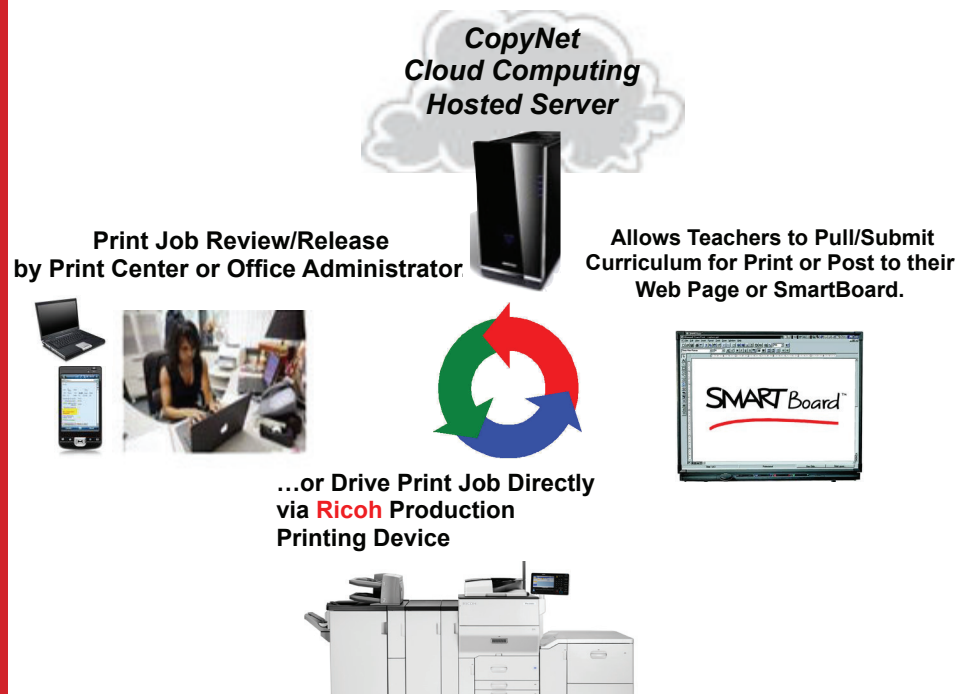 CopyNet
Cloud Computing
Hosted Server
Print Job Review/Release
by Print Center or Office Administrator
Allows Teachers to Pull/Submit
Curriculum for Print or Post to their
Web Page or SmartBoard.
SMART Board™
…or Drive Print Job Directly
via Ricoh Production
Printing Device